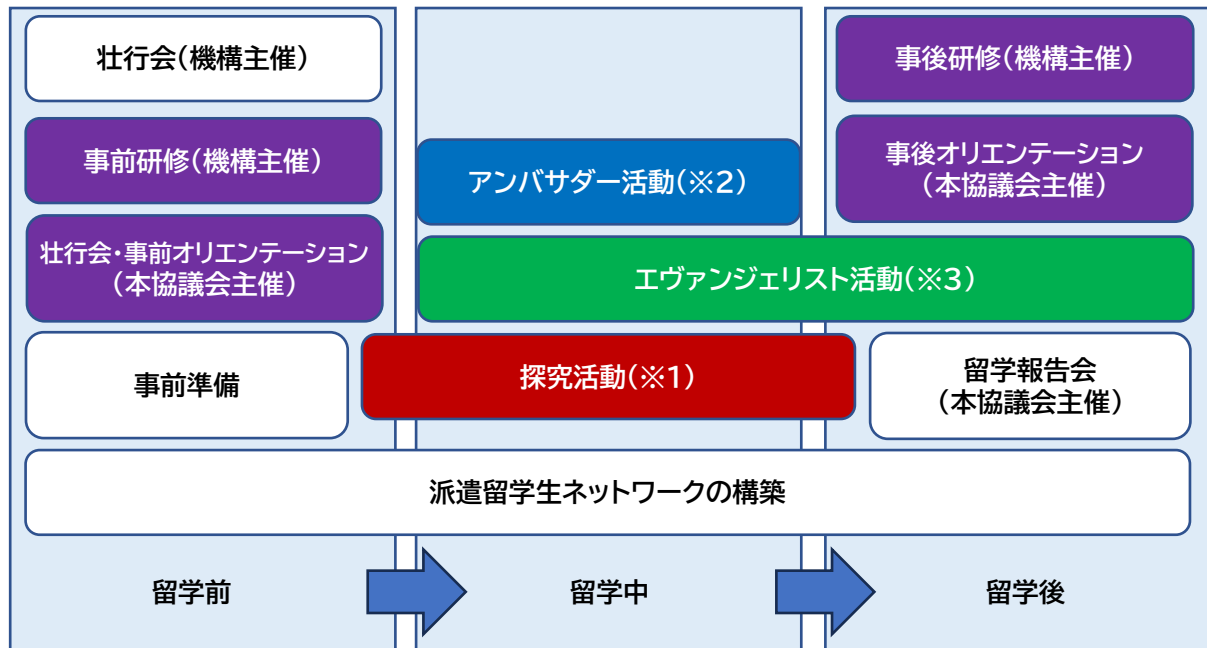 壮行会(機構主催)
事前研修(機構主催)
壮行会・事前オリエンテーション
(本協議会主催)
事前準備
アンバサダー活動(※2)
エヴァンジェリスト活動(※3)
探究活動(※1)
事後研修(機構主催)
事後オリエンテーション
(本協議会主催)
留学報告会
(本協議会主催)
派遣留学生ネットワークの構築
留学前
留学中
留学後